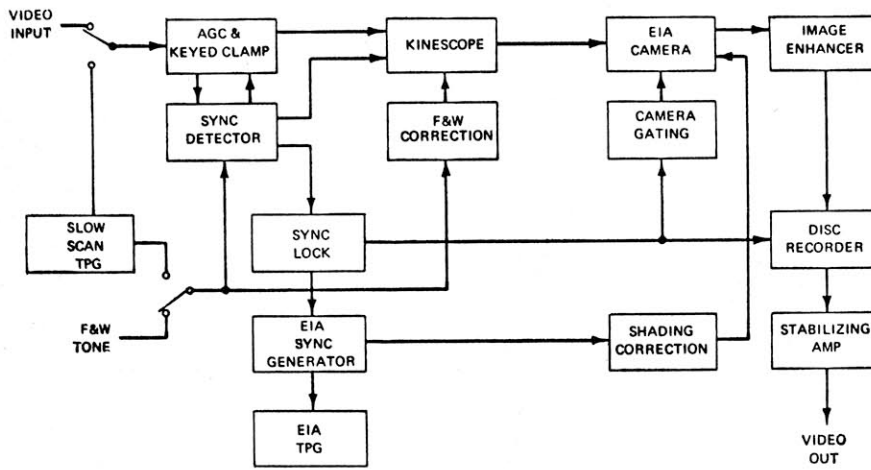 VIDEO
INPUT
AGC &
KEYED CLAMP
KINESCOPE
EIA
CAMERA
IMAGE
ENHANCER
SYNC
DETECTOR
F&W
CORRECTION
CAMERA
GATING
SLOW
SCAN
TPG
SYNC
LOCK
DISC
RECORDER
F&W
TONE
EIA
SYNC
GENERATOR
SHADING
CORRECTION
STABILIZING
AMP
EIA
TPG
VIDEO
OUT